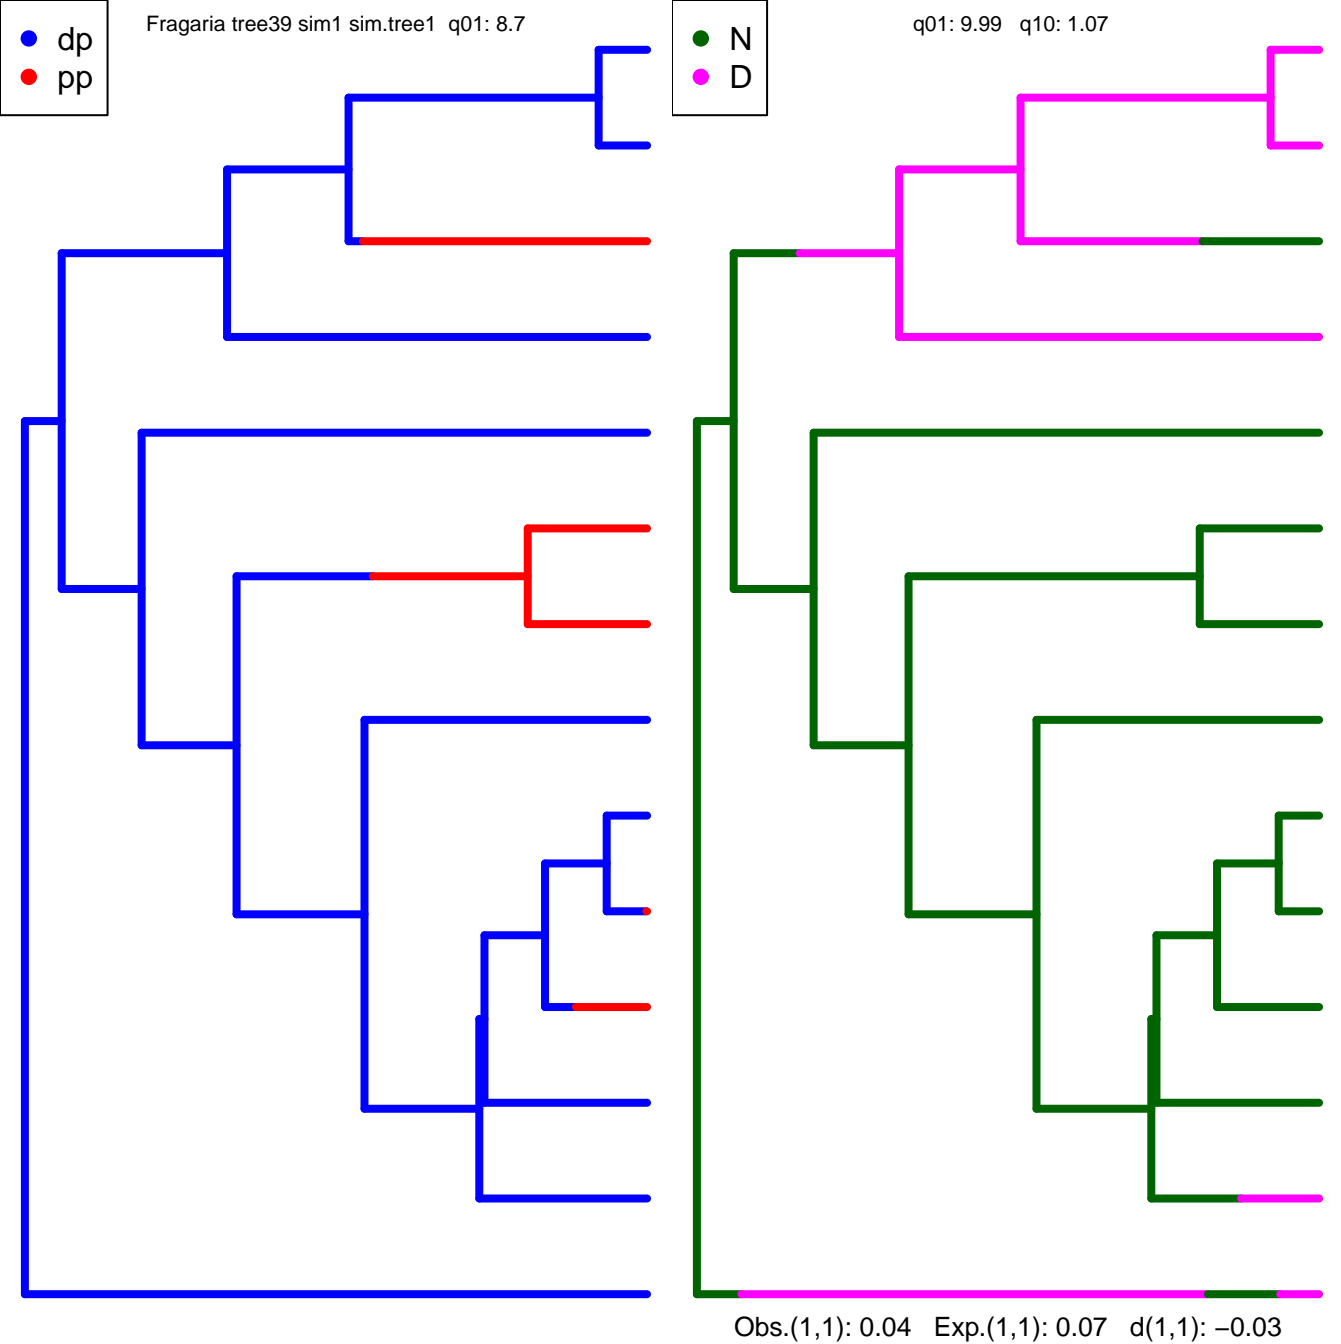 Fragaria tree39 sim1 sim.tree1 q01: 8.7
dp
pp
q01: 9.99 q10: 1.07
N
D
Obs.(1,1): 0.04 Exp.(1,1): 0.07 d(1,1): −0.03